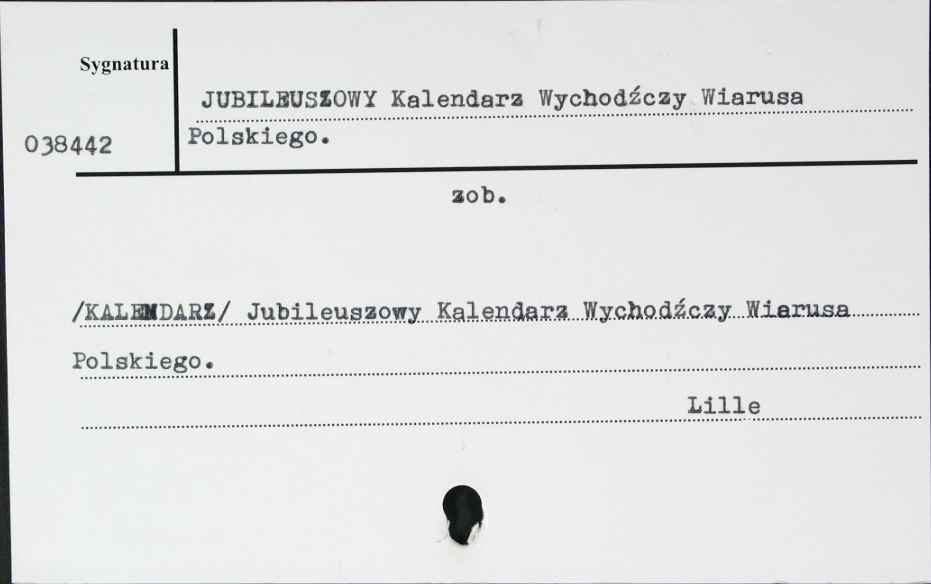 Sygnatura
JUBILEUSZOWY Kalendarz Wychodźczy Wiarusa
038442
Polskiego.
zob.
/KALENDARZ/ Jubileuszowy Kalendarz Wychodźczy Wiarusa
Polskiego.
Lille